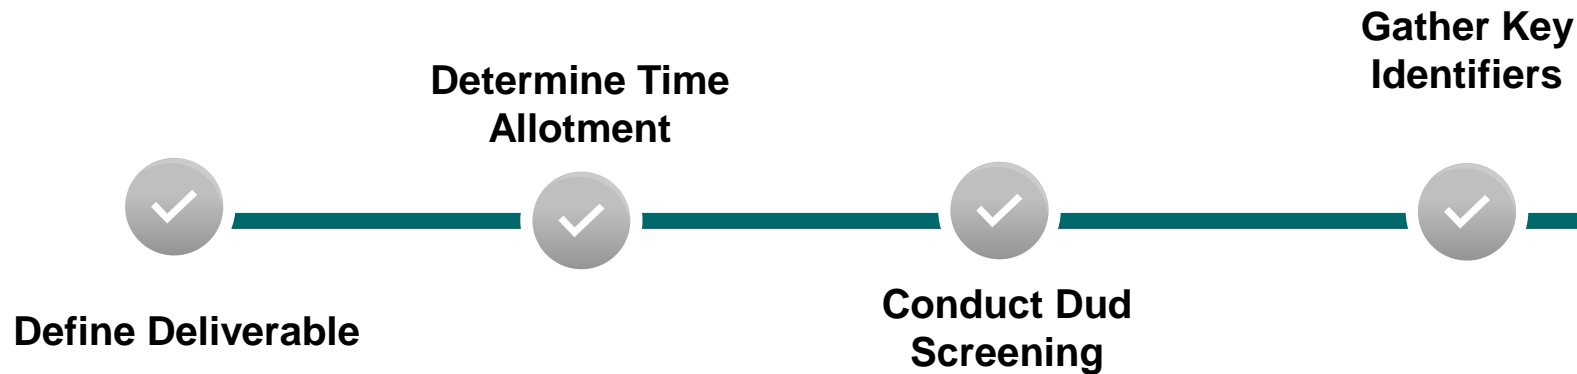 Define Deliverable
Determine Time
Allotment
Conduct Dud
Screening
Gather Key
Identifiers